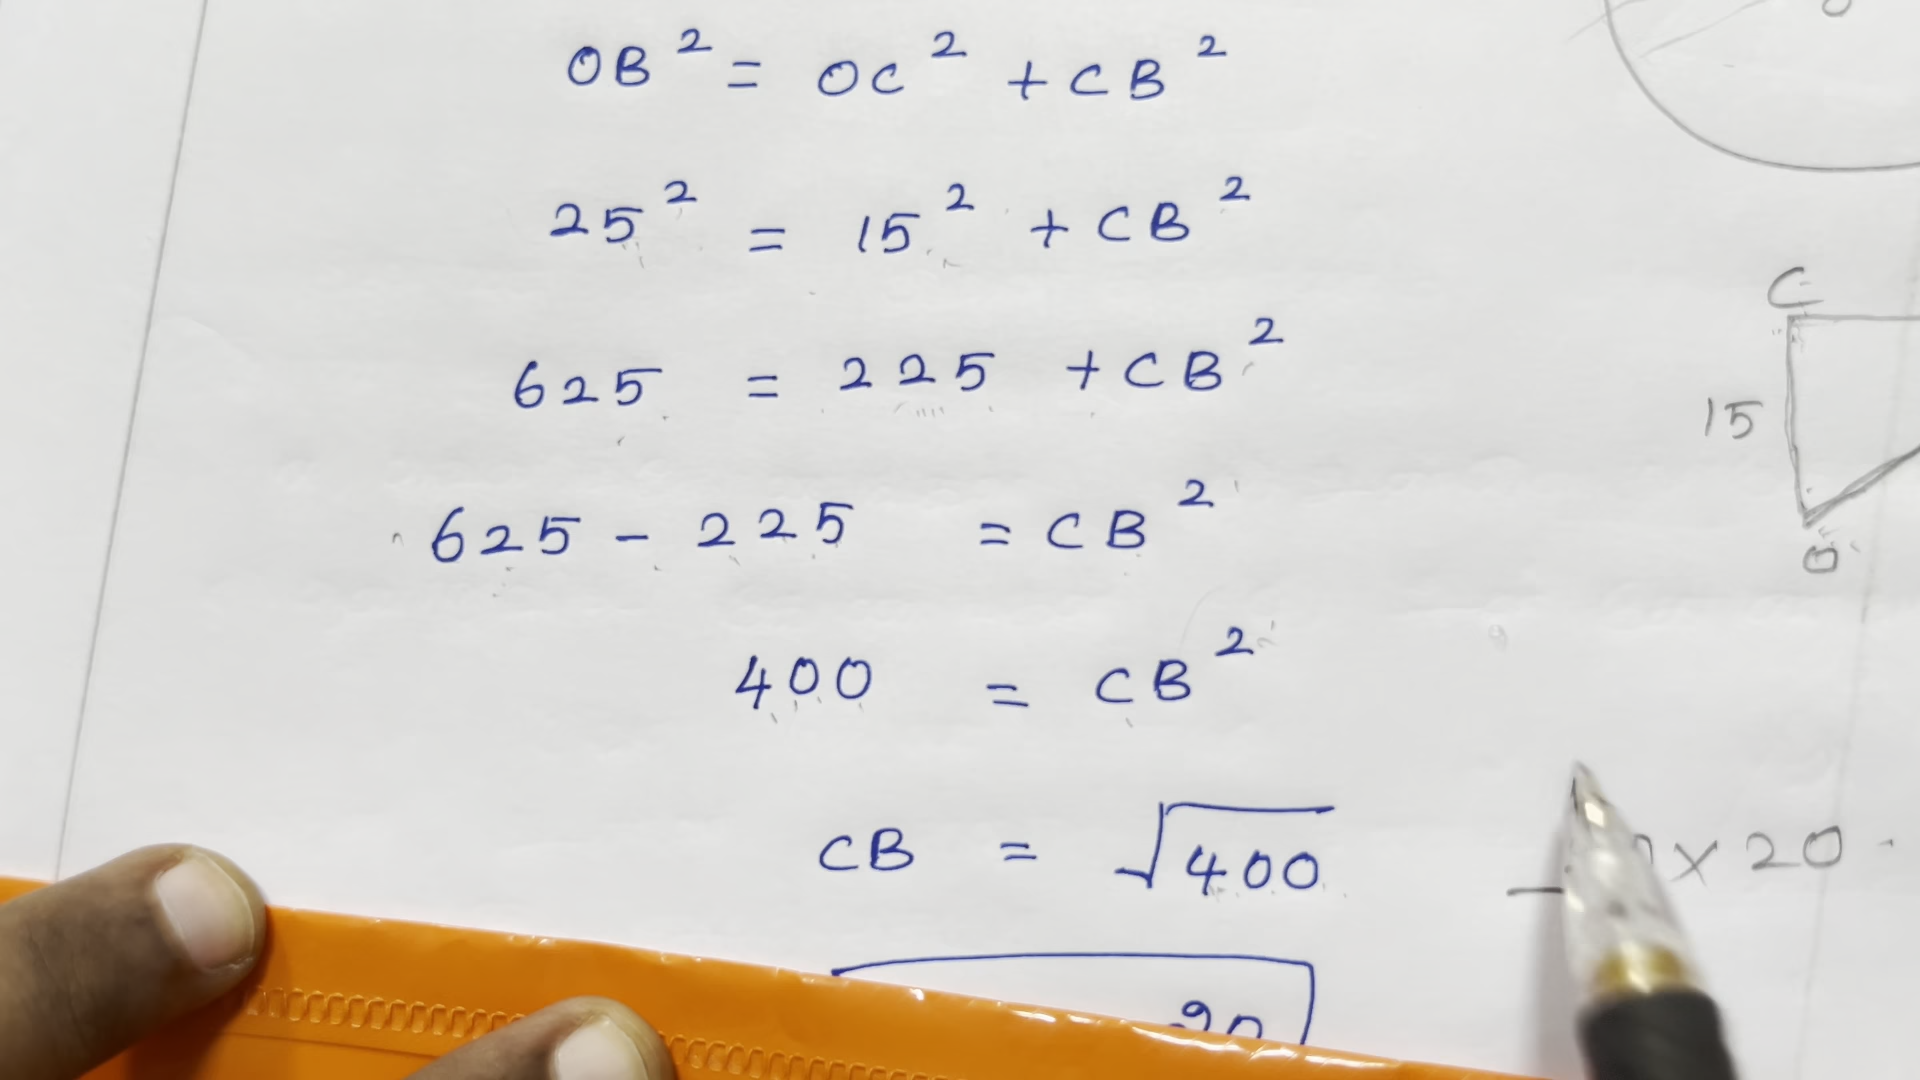 OB² = OC² + CB²
25² = 15² + CB²
625 = 225 + CB²
625 - 225 = CB²
400 = CB²
CB = √400
C
15
O
x 20